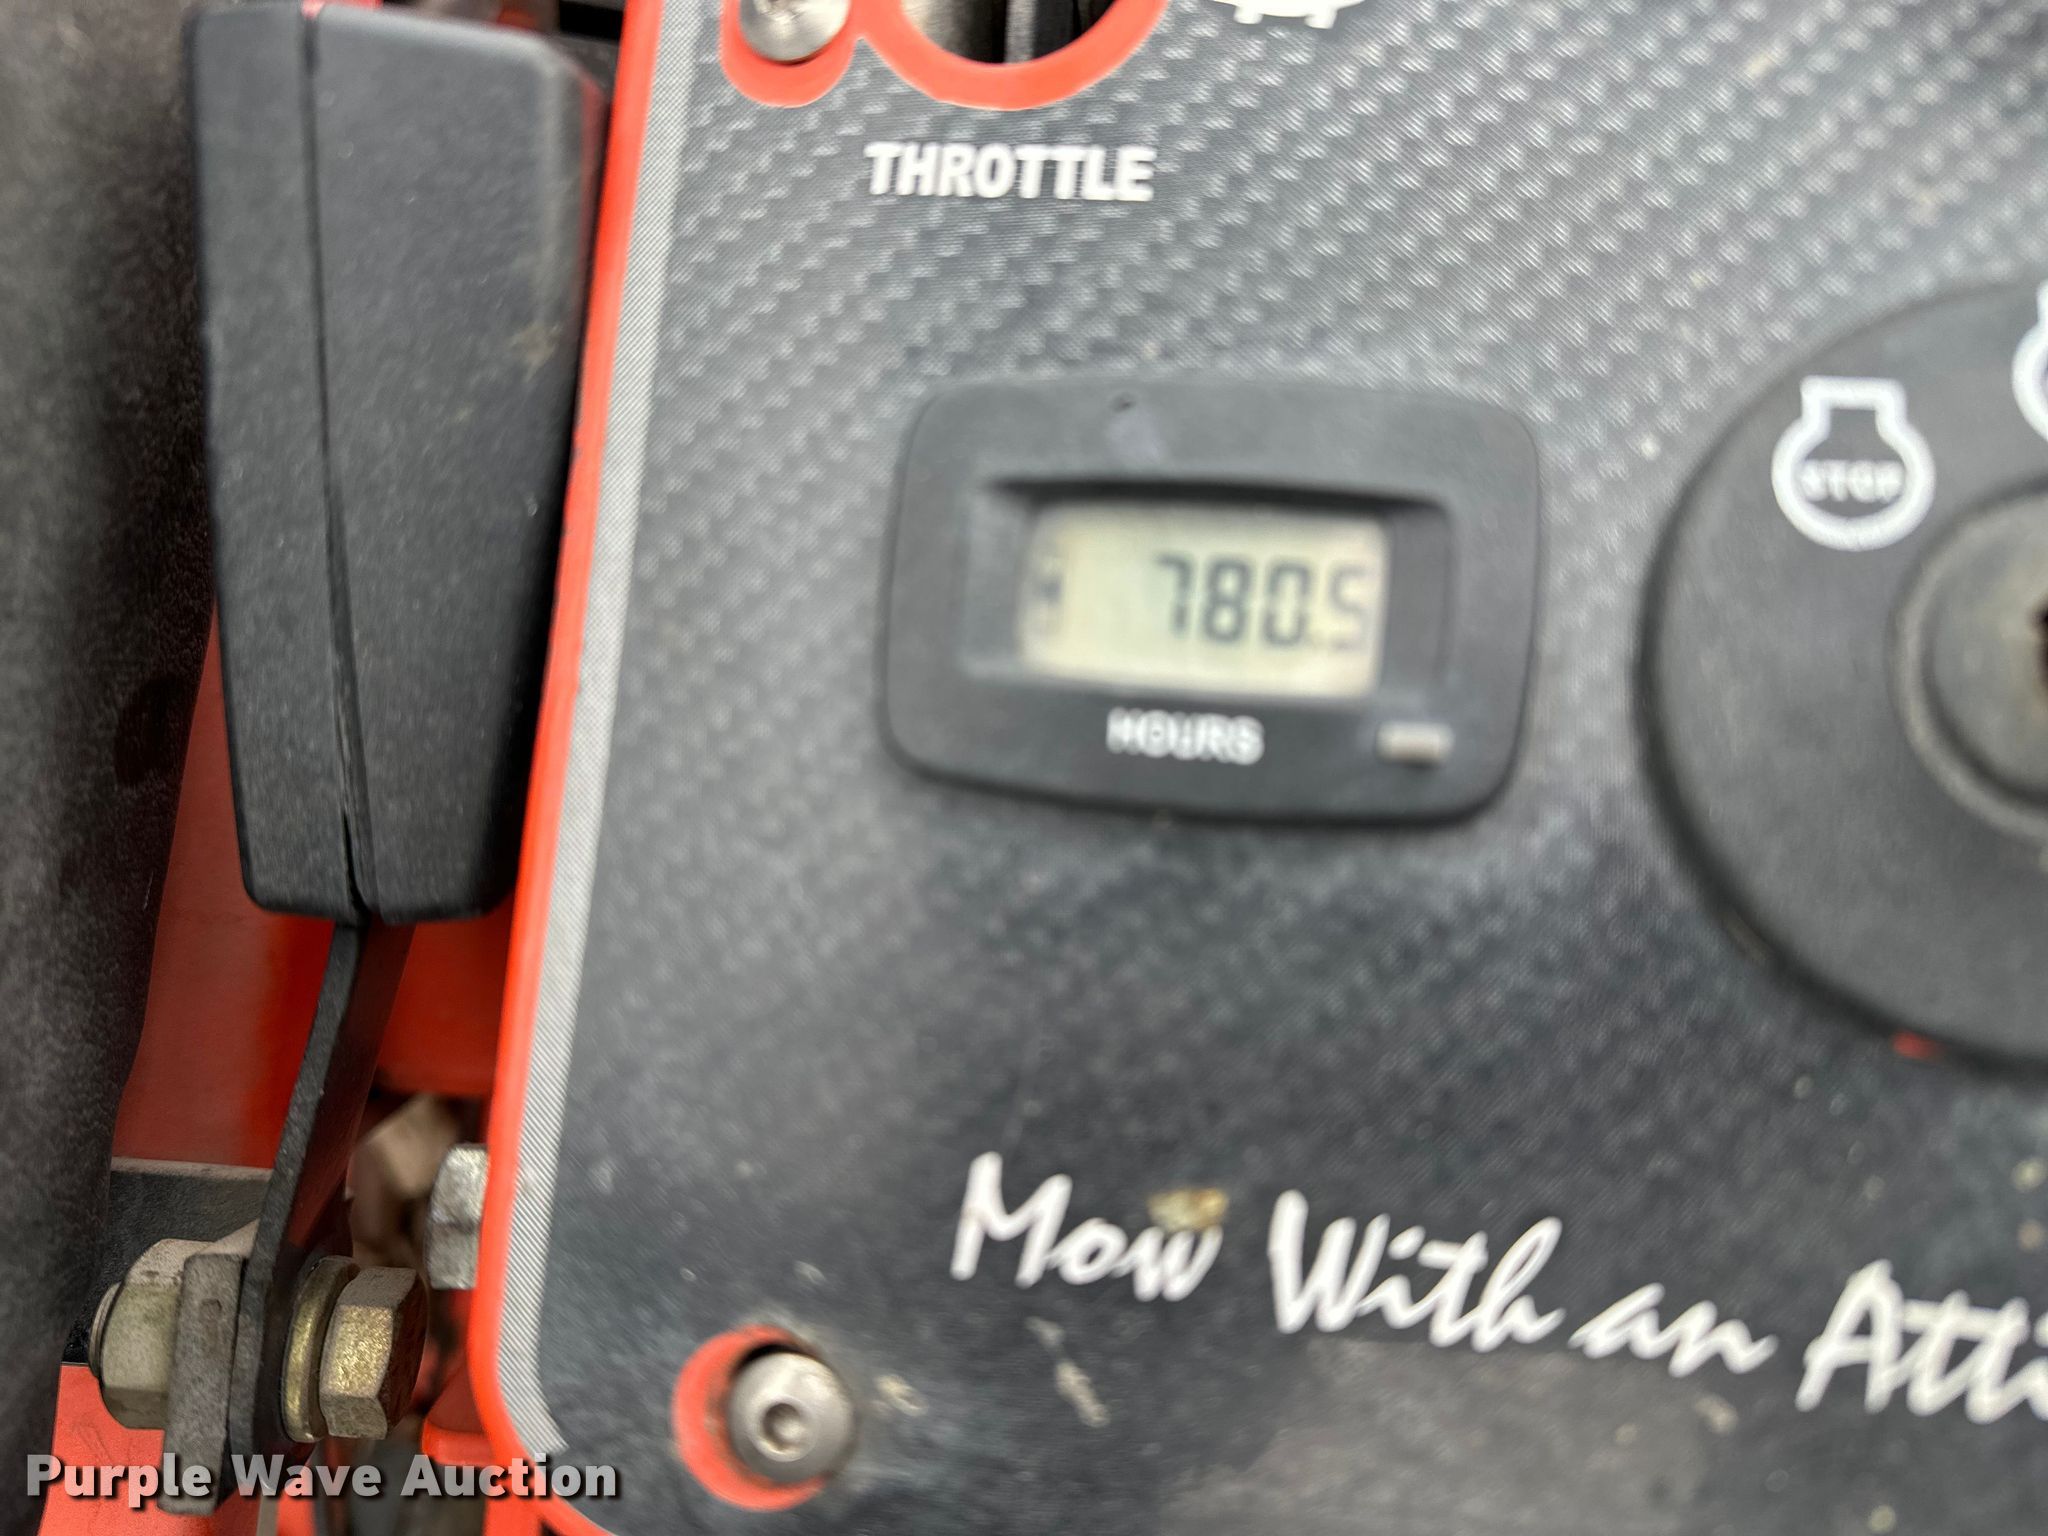 THROTTLE
STOP
780.5
HOURS
Mow With an Atti
Purple Wave Auction